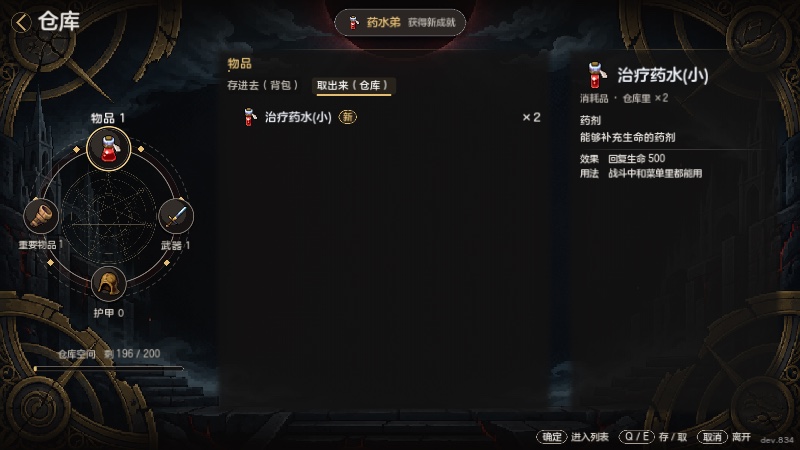 仓库
药水弟 获得新成就
物品
存进去（背包） 取出来（仓库）
治疗药水(小) 新 ×2
治疗药水(小)
消耗品 · 仓库里 ×2
药剂
能够补充生命的药剂
效果 回复生命 500
用法 战斗中和菜单里都能用
物品 1
重要物品 1
武器 1
护甲 0
仓库空间 剩 196 / 200
确定 进入列表 Q / E 存 / 取 取消 离开
dev.834